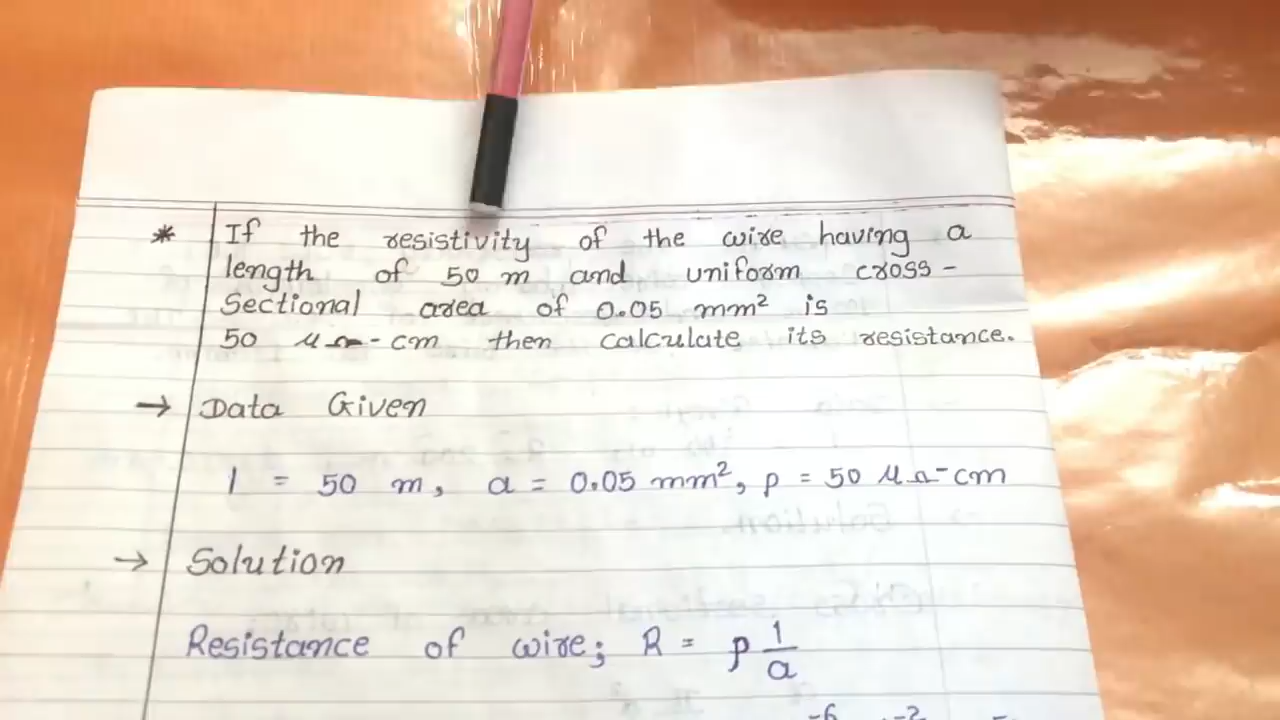 * If the resistivity of the wire having a
length of 50 m and uniform cross-
Sectional area of 0.05 mm² is
50 μΩ-cm then calculate its resistance.
→ Data Given
l = 50 m, a = 0.05 mm², ρ = 50 μΩ-cm
→ Solution
Resistance of wire; R = ρ l/a
-6 -2